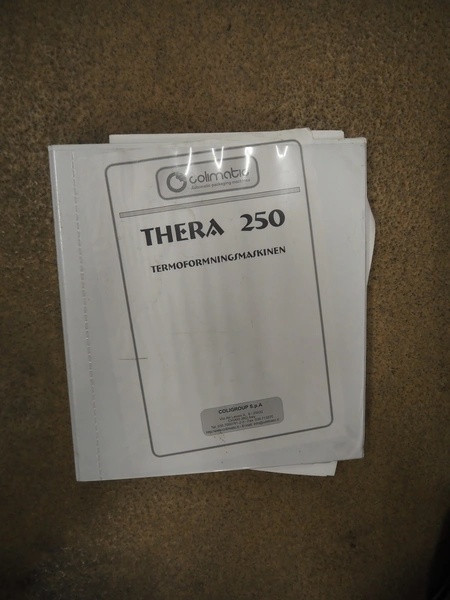 colimatic
THERA 250
TERMOFORMNINGSMASKINEN
COLIGROUP S.p.A